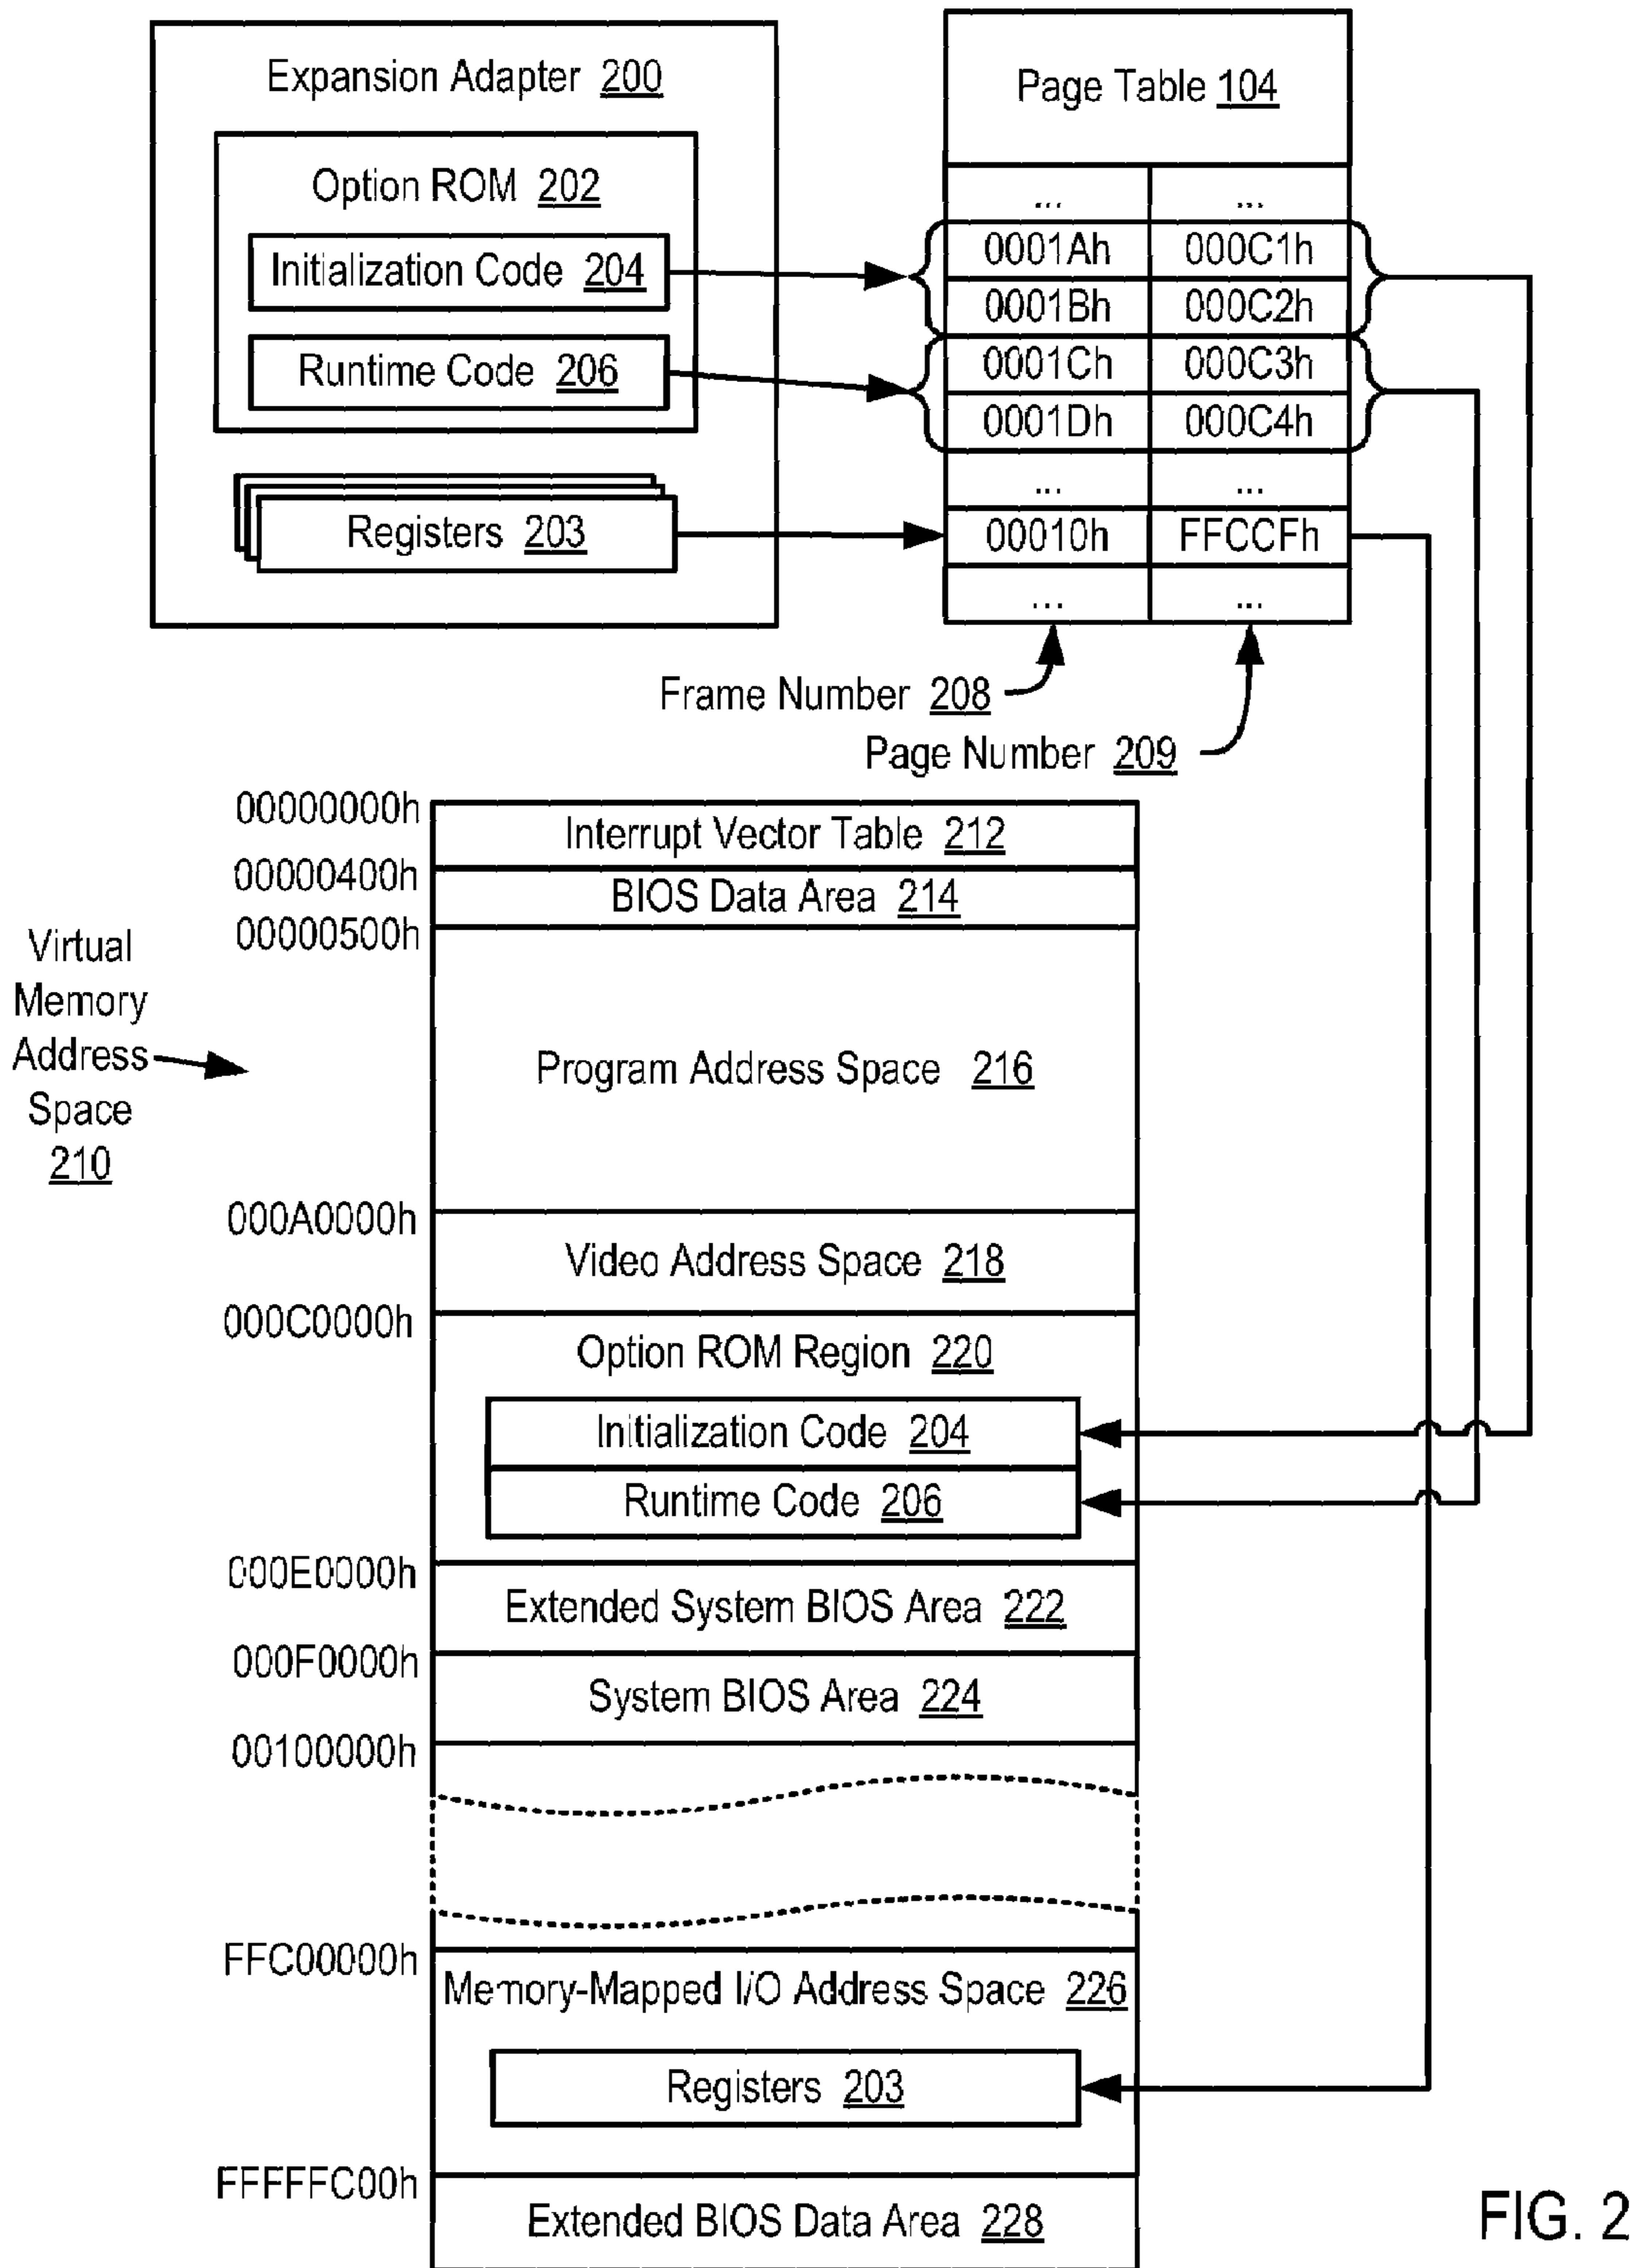 Expansion Adapter 200
Option ROM 202
Initialization Code 204
Runtime Code 206
Registers 203
Page Table 104
... ...
0001Ah 000C1h
0001Bh 000C2h
0001Ch 000C3h
0001Dh 000C4h
... ...
00010h FFCCFh
... ...
Frame Number 208
Page Number 209
Virtual
Memory
Address
Space
210
00000000h
Interrupt Vector Table 212
00000400h
BIOS Data Area 214
00000500h
Program Address Space 216
000A0000h
Video Address Space 218
000C0000h
Option ROM Region 220
Initialization Code 204
Runtime Code 206
000E0000h
Extended System BIOS Area 222
000F0000h
System BIOS Area 224
00100000h
FFC00000h
Memory-Mapped I/O Address Space 226
Registers 203
FFFFFC00h
Extended BIOS Data Area 228
FIG. 2